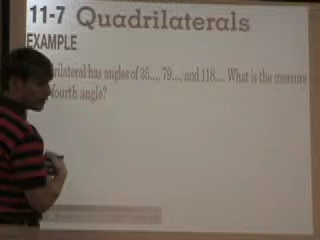 11-7 Quadrilaterals
EXAMPLE
rilateral has angles of 35..., 79..., and 118... What is the measure
fourth angle?